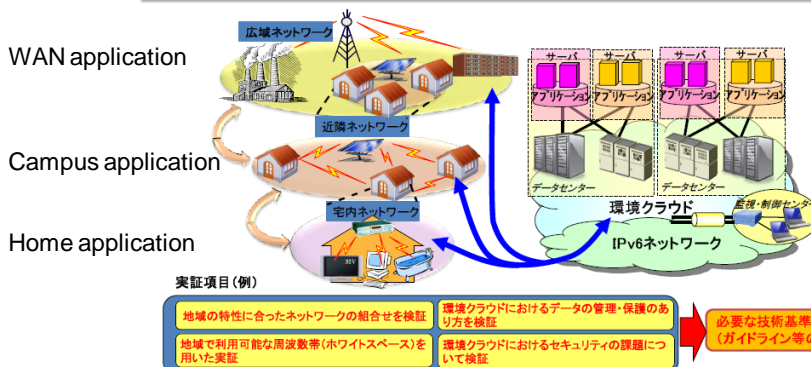 広域ネットワーク
WAN application
近隣ネットワーク
Campus application
宅内ネットワーク
Home application
サーバ
サーバ
サーバ
サーバ
アプリケーション
アプリケーション
アプリケーション
アプリケーション
データセンター
データセンター
環境クラウド
監視・制御センター
IPv6ネットワーク
実証項目(例)
地域の特性に合ったネットワークの組合せを検証
地域で利用可能な周波数帯(ホワイトスペース)を
用いた実証
環境クラウドにおけるデータの管理・保護のあ
り方を検証
環境クラウドにおけるセキュリティの課題につ
いて検証
必要な技術基準
(ガイドライン等の